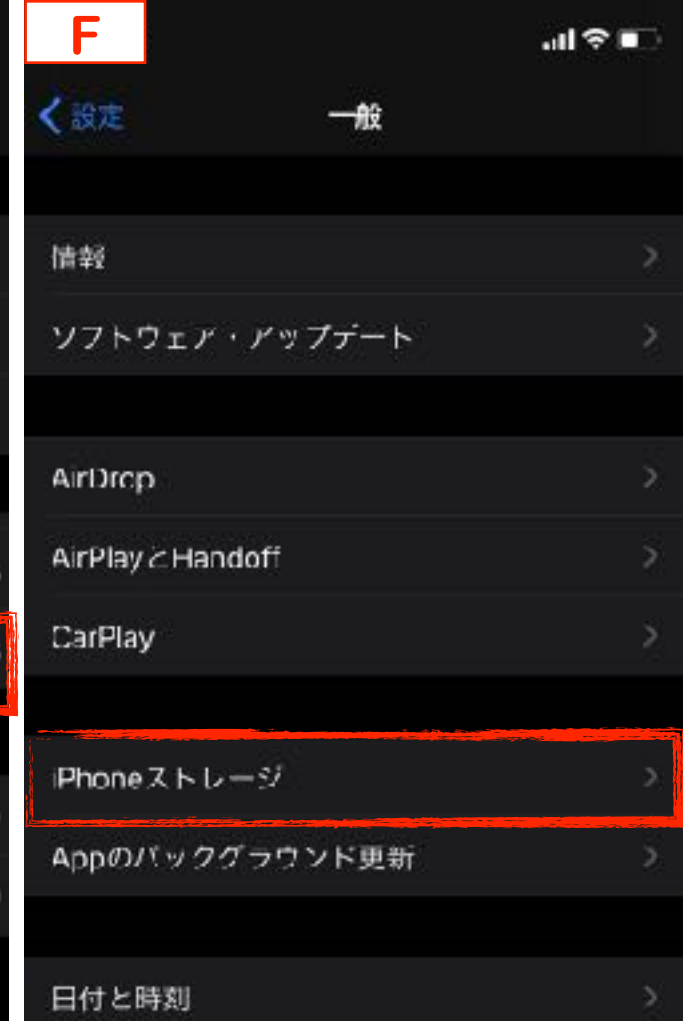 F
設定
一般
情報
ソフトウェア・アップデート
AirDrop
AirPlayとHandoff
CarPlay
iPhoneストレージ
Appのバックグラウンド更新
日付と時刻